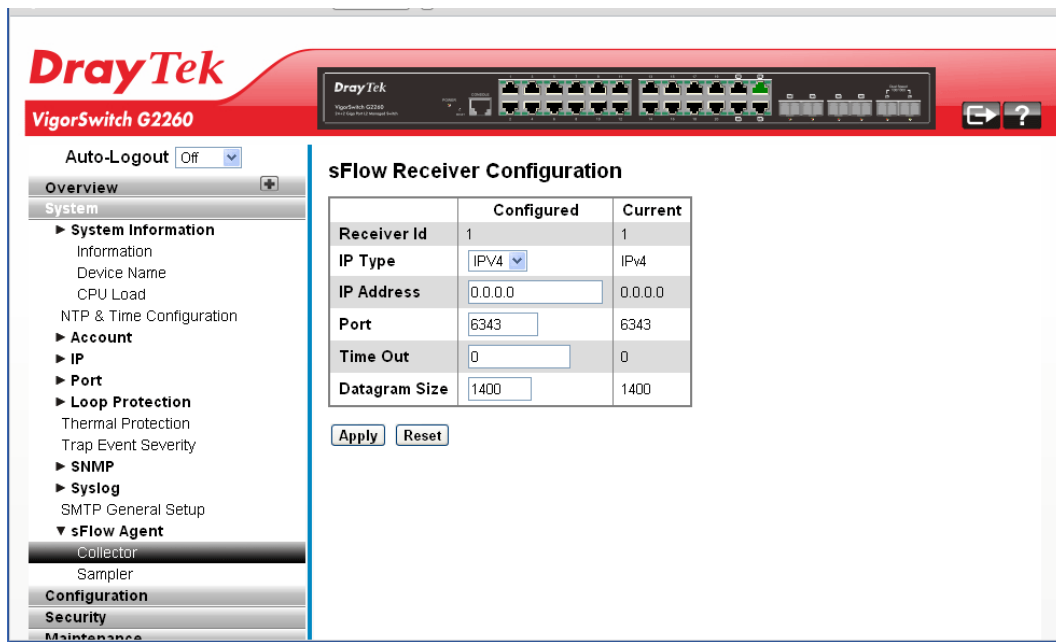 DrayTek
VigorSwitch G2260
DrayTek
VigorSwitch G2260
?
Auto-Logout Off
Overview
System
▶ System Information
Information
Device Name
CPU Load
NTP & Time Configuration
▶ Account
▶ IP
▶ Port
▶ Loop Protection
Thermal Protection
Trap Event Severity
▶ SNMP
▶ Syslog
SMTP General Setup
▼ sFlow Agent
Collector
Sampler
Configuration
Security
Maintenance
sFlow Receiver Configuration
Configured Current
Receiver Id 1 1
IP Type IPV4 IPv4
IP Address 0.0.0.0 0.0.0.0
Port 6343 6343
Time Out 0 0
Datagram Size 1400 1400
Apply Reset